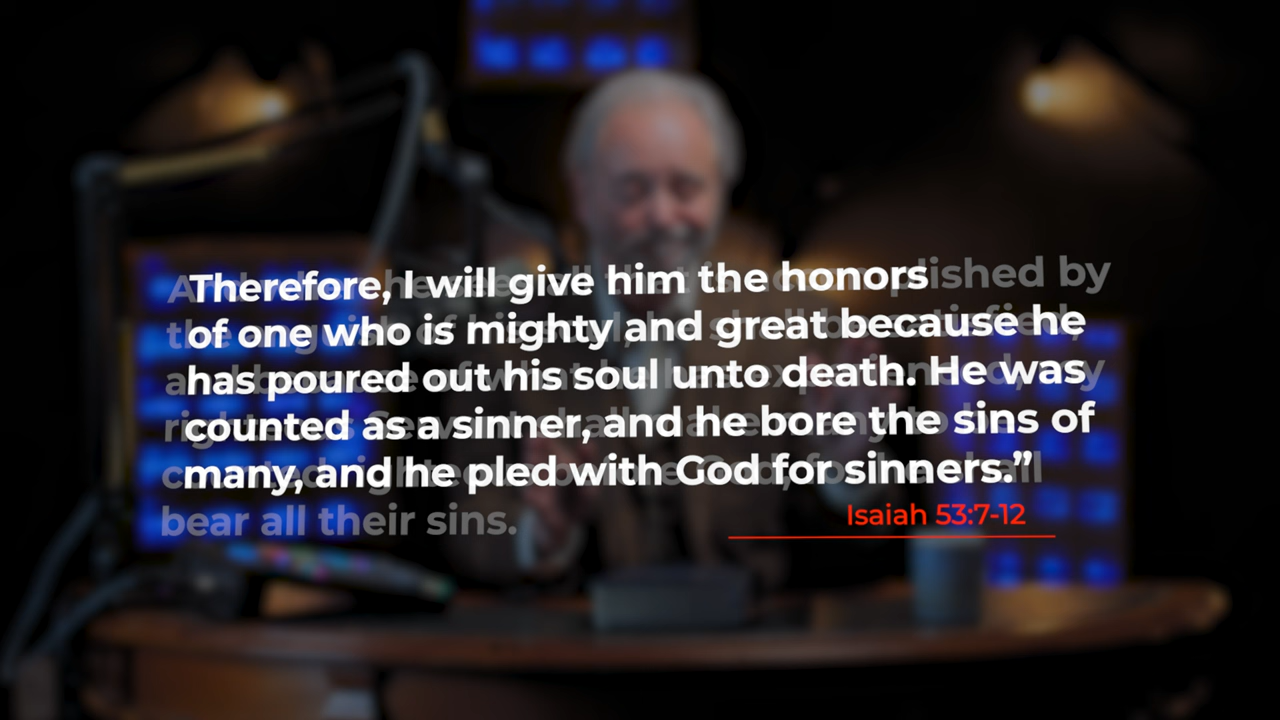 Therefore, I will give him the honors
of one who is mighty and great because he
has poured out his soul unto death. He was
counted as a sinner, and he bore the sins of
many, and he pled with God for sinners.”
bear all their sins.
Isaiah 53:7-12